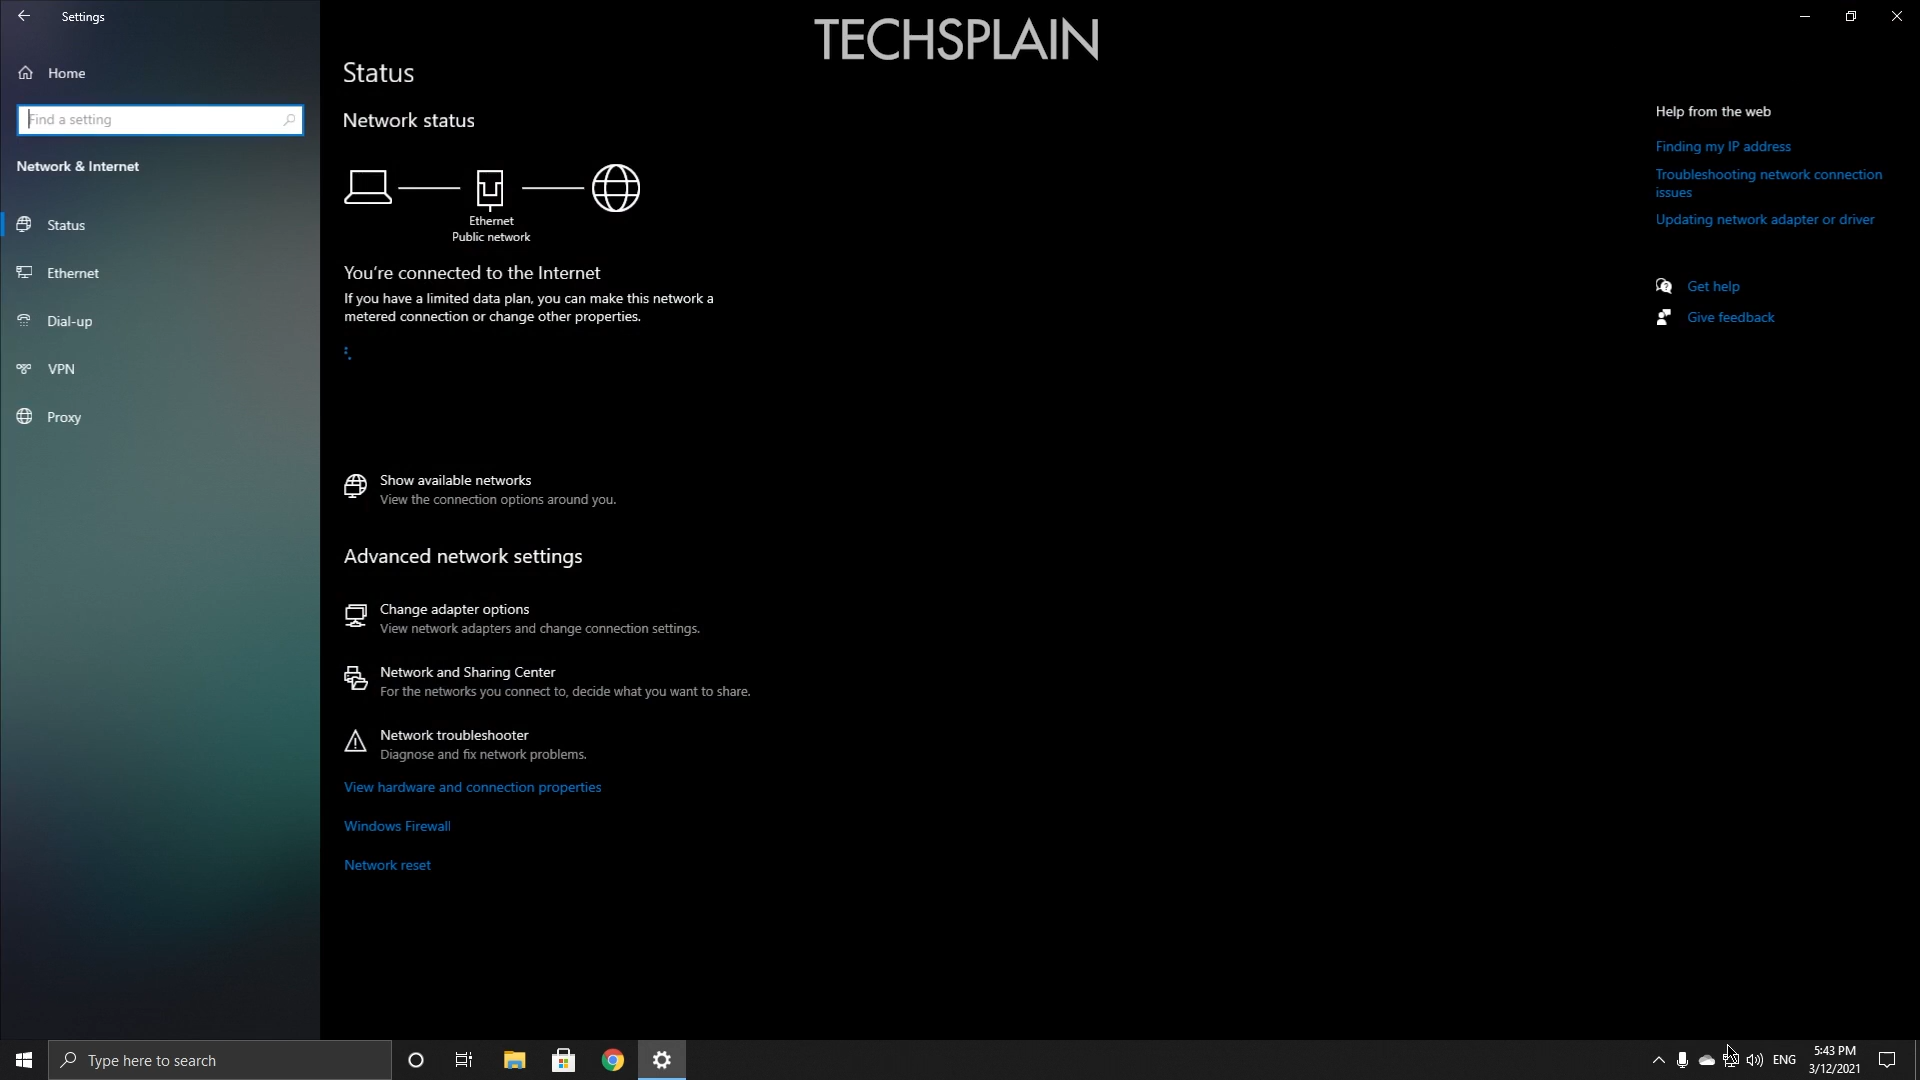 Settings
TECHSPLAIN
Home
Find a setting
Network & Internet
Status
Ethernet
Dial-up
VPN
Proxy
Status
Network status
Ethernet
Public network
You're connected to the Internet
If you have a limited data plan, you can make this network a
metered connection or change other properties.
Show available networks
View the connection options around you.
Advanced network settings
Change adapter options
View network adapters and change connection settings.
Network and Sharing Center
For the networks you connect to, decide what you want to share.
Network troubleshooter
Diagnose and fix network problems.
View hardware and connection properties
Windows Firewall
Network reset
Help from the web
Finding my IP address
Troubleshooting network connection
issues
Updating network adapter or driver
Get help
Give feedback
Type here to search
ENG
5:43 PM
3/12/2021